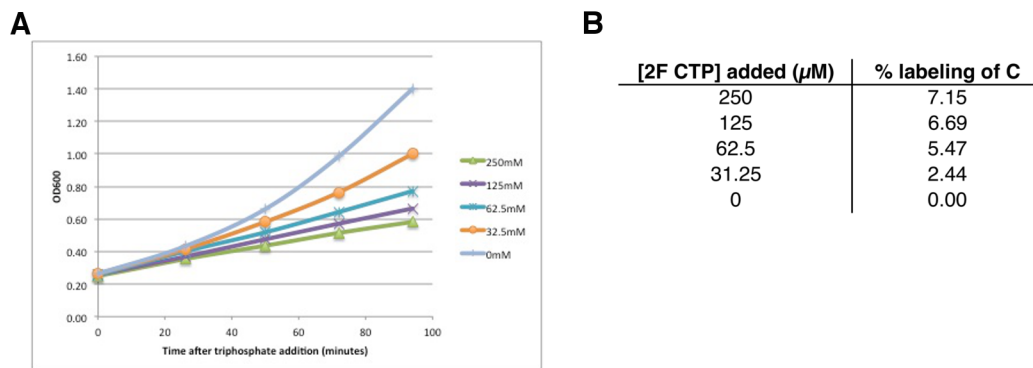 A
1.60
1.40
1.20
1.00
0.80
0.60
0.40
0.20
0.00
OD600
0 20 40 60 80 100
Time after triphosphate addition (minutes)
250mM
125mM
62.5mM
32.5mM
0mM
B
[2F CTP] added (µM) % labeling of C
250 7.15
125 6.69
62.5 5.47
31.25 2.44
0 0.00